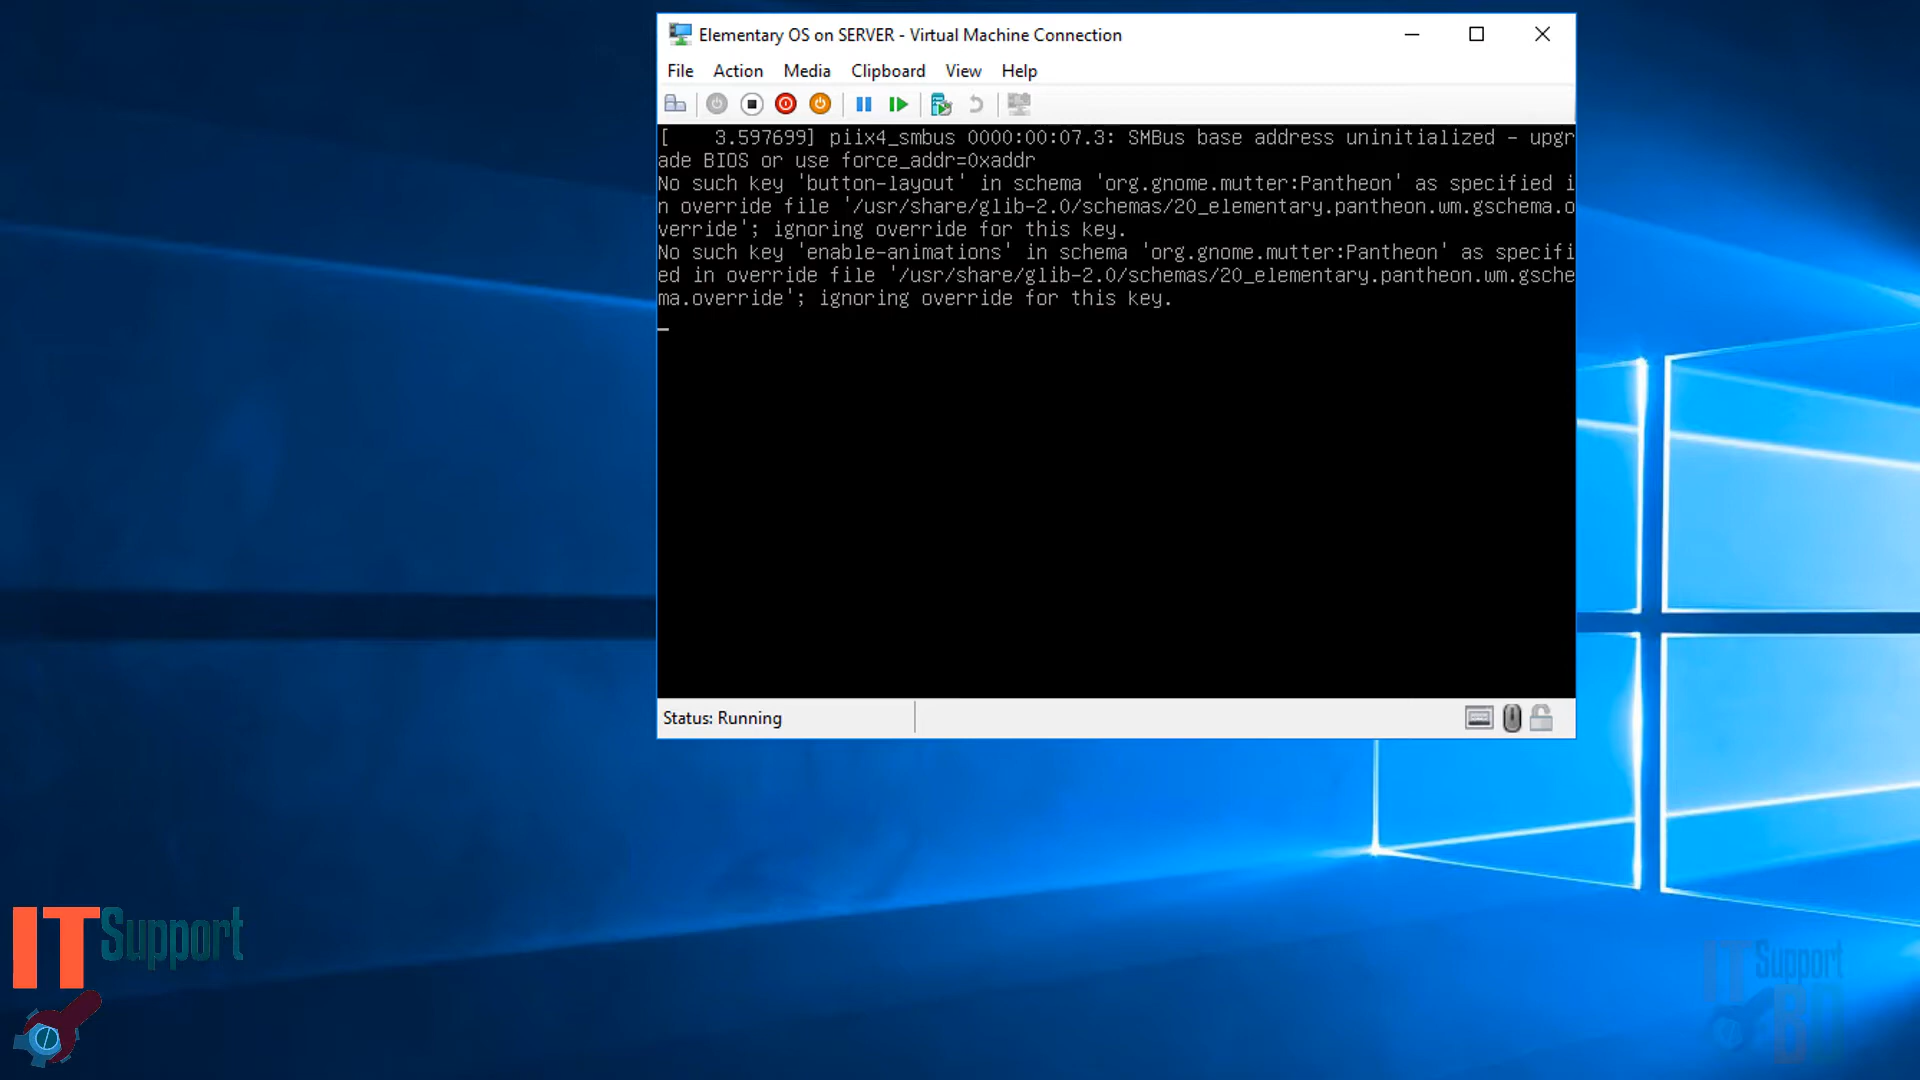 Elementary OS on SERVER - Virtual Machine Connection
File Action Media Clipboard View Help
[    3.597699] piix4_smbus 0000:00:07.3: SMBus base address uninitialized - upgr
ade BIOS or use force_addr=0xaddr
No such key 'button-layout' in schema 'org.gnome.mutter:Pantheon' as specified i
n override file '/usr/share/glib-2.0/schemas/20_elementary.pantheon.wm.gschema.o
verride'; ignoring override for this key.
No such key 'enable-animations' in schema 'org.gnome.mutter:Pantheon' as specifi
ed in override file '/usr/share/glib-2.0/schemas/20_elementary.pantheon.wm.gsche
ma.override'; ignoring override for this key.
Status: Running
IT Support
IT Support
BD